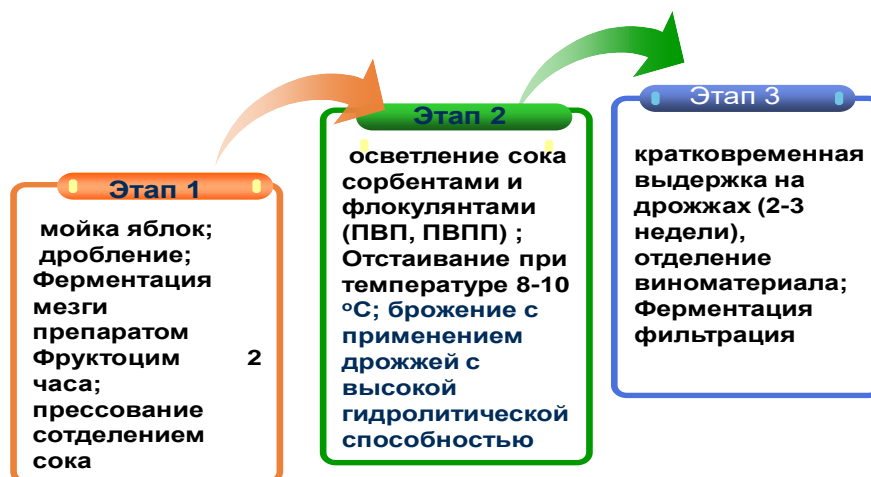 Этап 1
мойка яблок;
дробление;
Ферментация
мезги
препаратом
Фруктоцим 2
часа;
прессование
сотделением
сока
Этап 2
осветление сока
сорбентами и
флокулянтами
(ПВП, ПВПП) ;
Отстаивание при
температуре 8-10
ºС; брожение с
применением
дрожжей с
высокой
гидролитической
способностью
Этап 3
кратковременная
выдержка на
дрожжах (2-3
недели),
отделение
виноматериала;
Ферментация
фильтрация